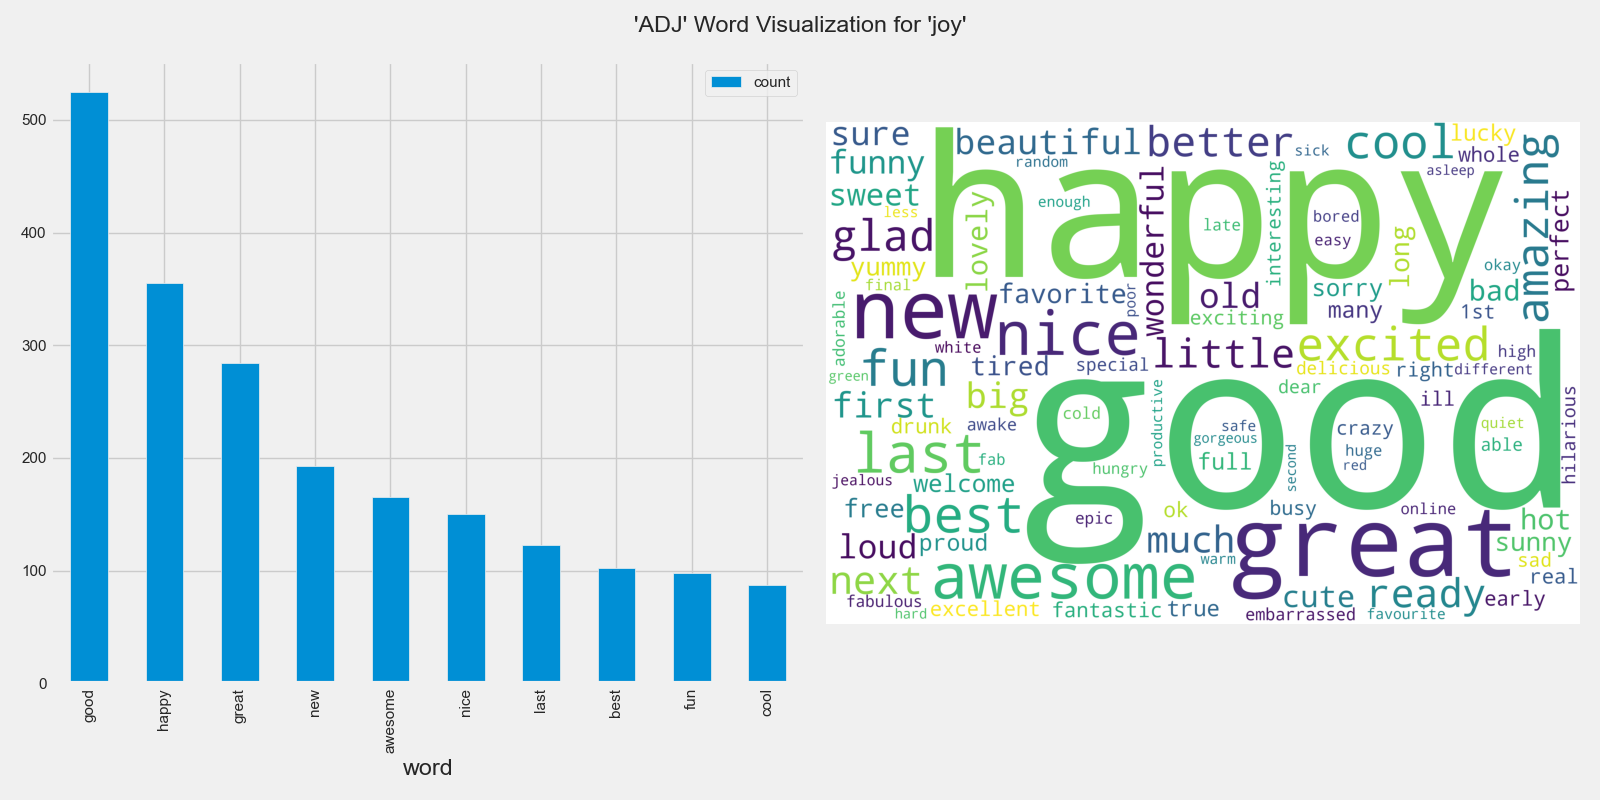 'ADJ' Word Visualization for 'joy'
count
500
400
300
200
100
0
good
happy
great
new
awesome
nice
last
best
fun
cool
word
sure
beautiful
better
cool
lucky
funny
random
sick
whole
asleep
amazing
sweet
happy
less
lovely
enough
wonderful
late
interesting
bored
easy
long
perfect
glad
yummy
final
okay
new
favorite
poor
old
sorry
bad
adorable
exciting
many
1st
nice
white
little
excited
high
fun
tired
special
delicious
right
different
green
big
good
dear
ill
first
cold
productive
hilarious
drunk
awake
safe
gorgeous
crazy
quiet
able
last
fab
hungry
full
second
huge
red
jealous
welcome
free
best
epic
ok
busy
online
hot
loud
proud
much
great
sunny
warm
sad
next
awesome
real
fabulous
cute
ready
early
hard
excellent
fantastic
true
embarrassed
favourite